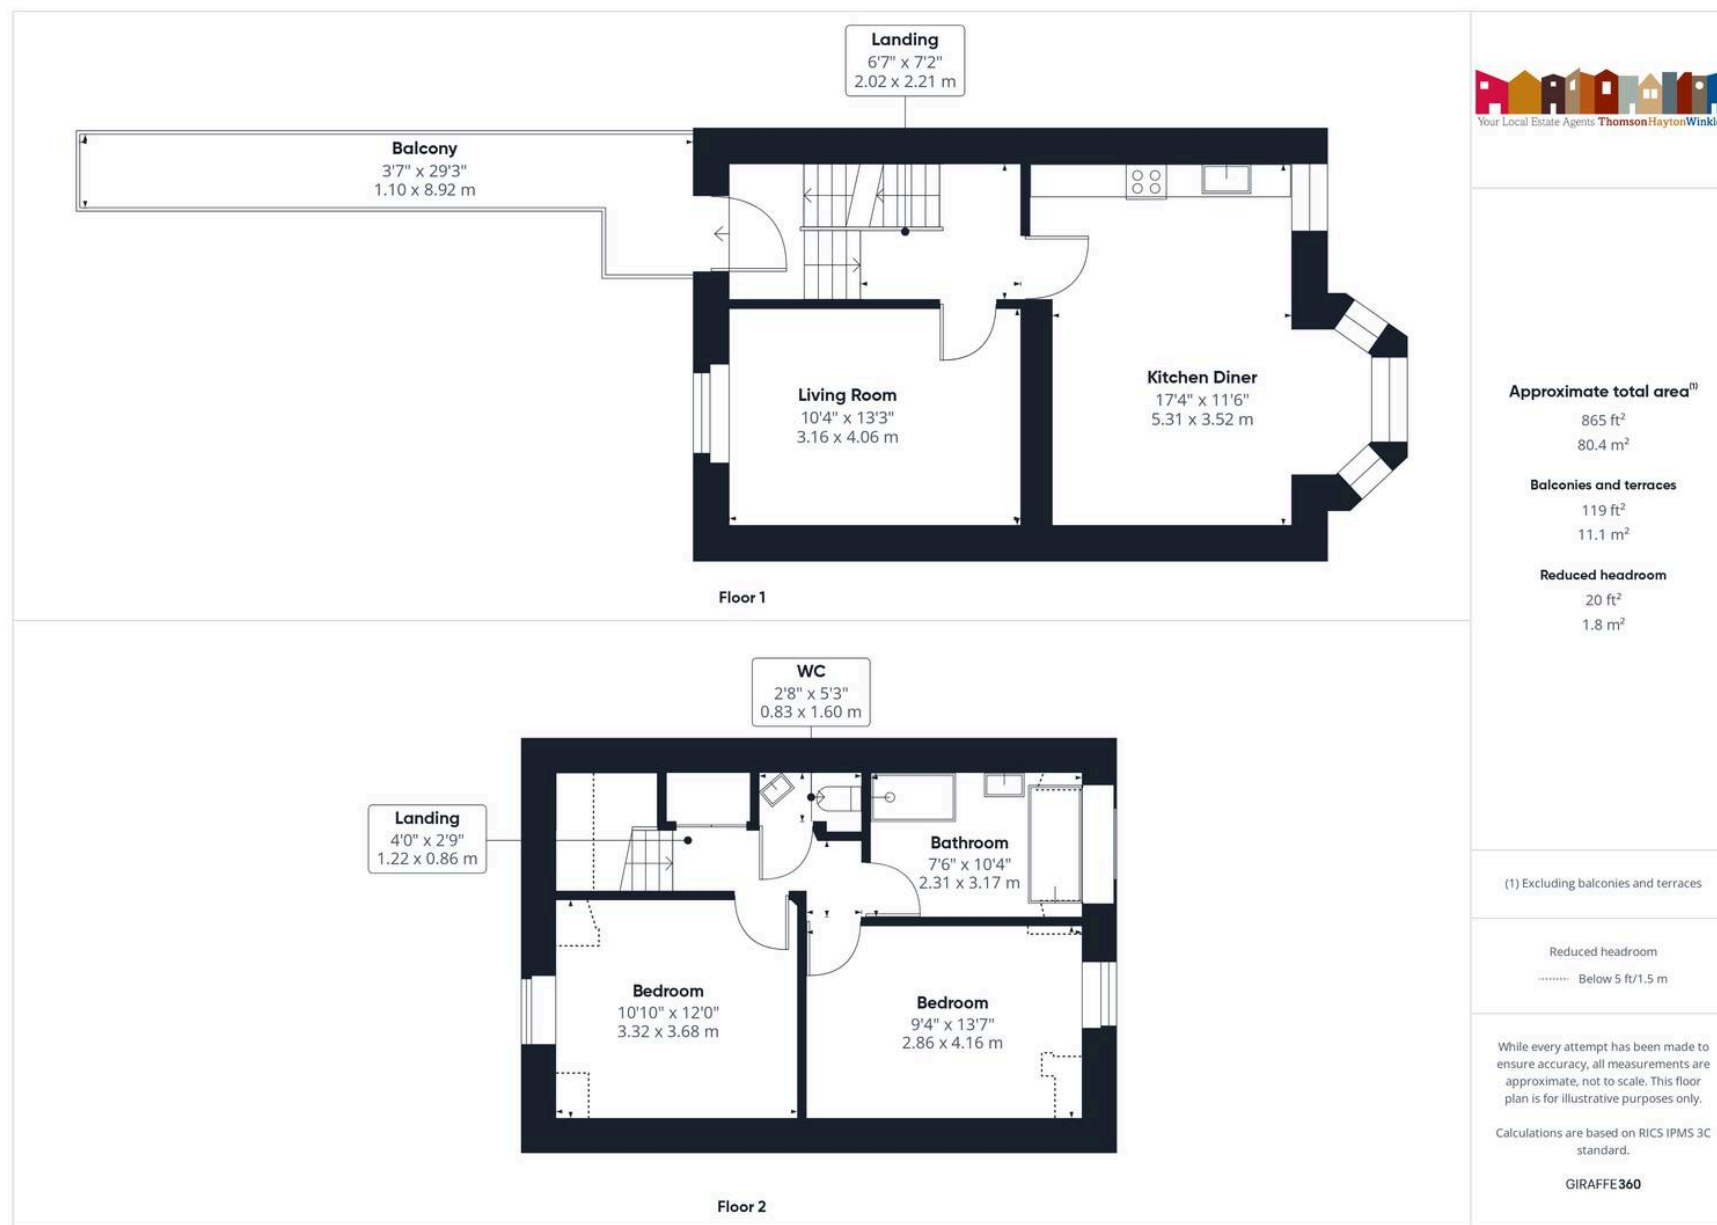 Landing
6'7" x 7'2"
2.02 x 2.21 m
Balcony
3'7" x 29'3"
1.10 x 8.92 m
Living Room
10'4" x 13'3"
3.16 x 4.06 m
Kitchen Diner
17'4" x 11'6"
5.31 x 3.52 m
Floor 1
WC
2'8" x 5'3"
0.83 x 1.60 m
Landing
4'0" x 2'9"
1.22 x 0.86 m
Bathroom
7'6" x 10'4"
2.31 x 3.17 m
Bedroom
10'10" x 12'0"
3.32 x 3.68 m
Bedroom
9'4" x 13'7"
2.86 x 4.16 m
Floor 2
Your Local Estate Agents ThomsonHaytonWinkl
Approximate total area⁽¹⁾
865 ft²
80.4 m²
Balconies and terraces
119 ft²
11.1 m²
Reduced headroom
20 ft²
1.8 m²
(1) Excluding balconies and terraces
Reduced headroom
Below 5 ft/1.5 m
While every attempt has been made to
ensure accuracy, all measurements are
approximate, not to scale. This floor
plan is for illustrative purposes only.
Calculations are based on RICS IPMS 3C
standard.
GIRAFFE360